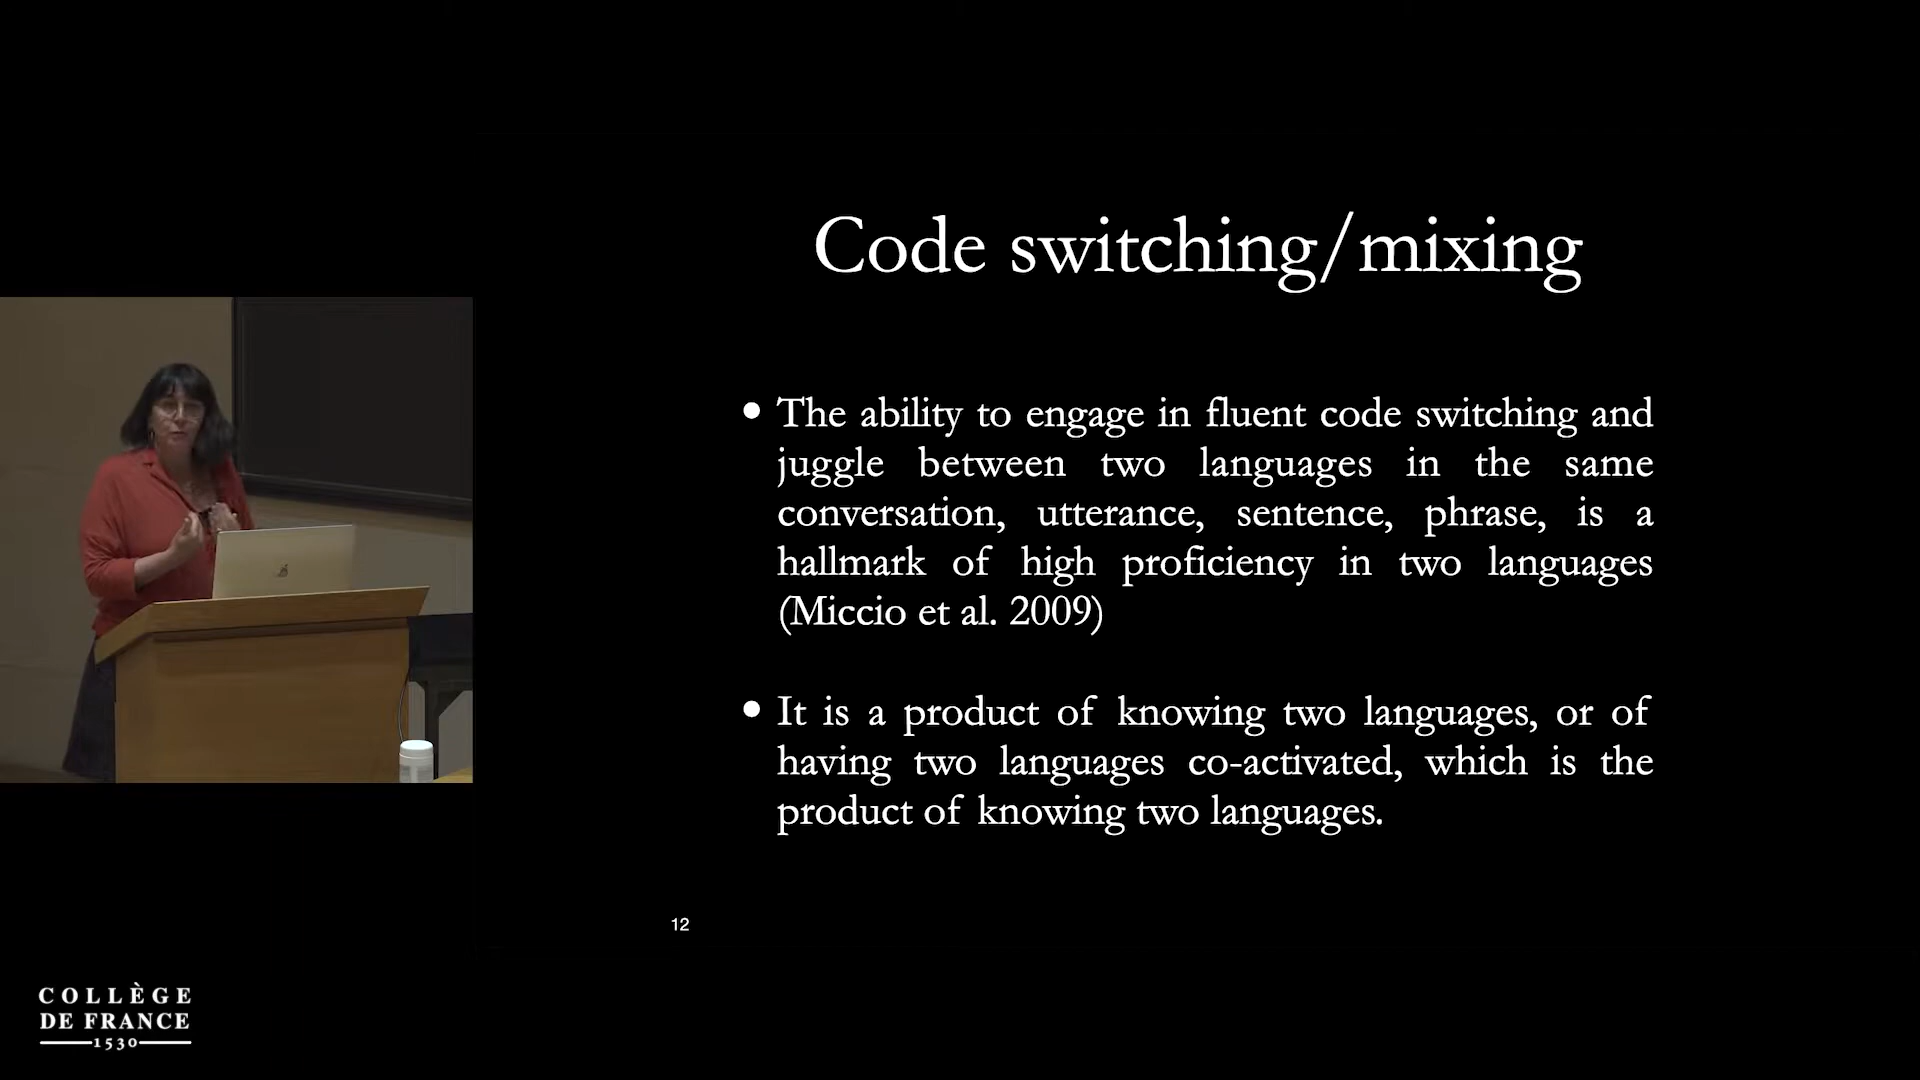 Code switching/mixing
• The ability to engage in fluent code switching and
juggle between two languages in the same
conversation, utterance, sentence, phrase, is a
hallmark of high proficiency in two languages
(Miccio et al. 2009)
• It is a product of knowing two languages, or of
having two languages co-activated, which is the
product of knowing two languages.
12
COLLÈGE
DE FRANCE
1530